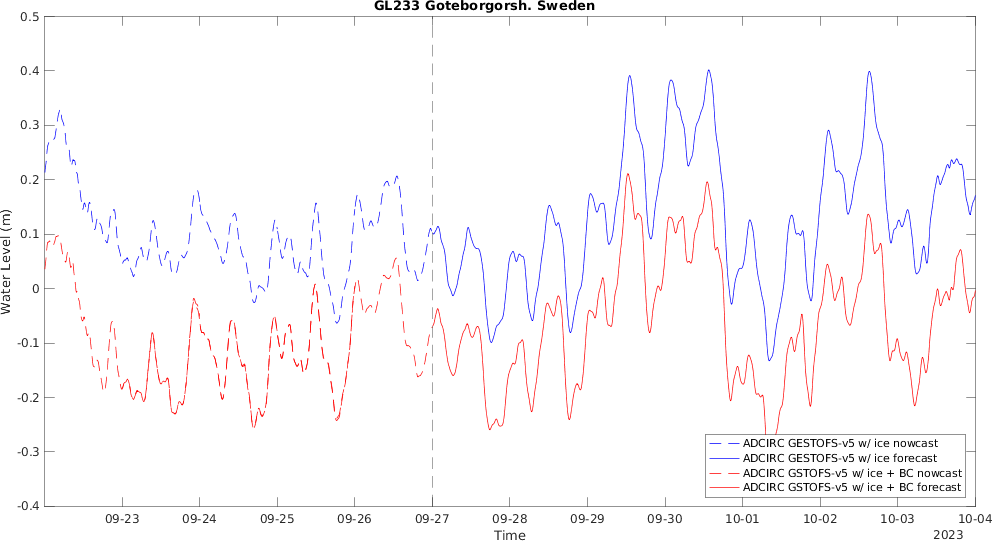 GL233 Goteborgorsh. Sweden
0.5
0.4
0.3
0.2
0.1
0
-0.1
-0.2
-0.3
-0.4
Water Level (m)
ADCIRC GESTOFS-v5 w/ ice nowcast
ADCIRC GESTOFS-v5 w/ ice forecast
ADCIRC GSTOFS-v5 w/ ice + BC nowcast
ADCIRC GSTOFS-v5 w/ ice + BC forecast
09-23 09-24 09-25 09-26 09-27 09-28 09-29 09-30 10-01 10-02 10-03 10-04
Time
2023